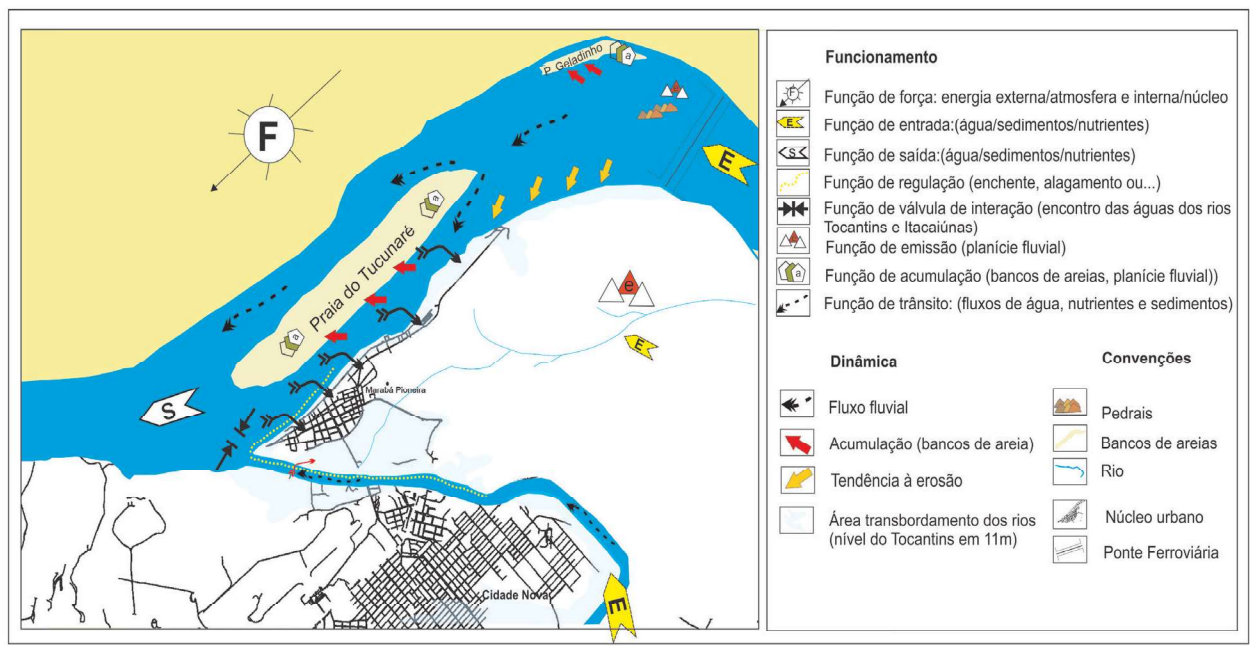 P. Geladinho
a
e
F
E
a
Praia do Tucunaré
e
a
E
Marabá Pioneira
S
Cidade Nova
E
Funcionamento
F
Função de força: energia externa/atmosfera e interna/núcleo
E
Função de entrada:(água/sedimentos/nutrientes)
S
Função de saída:(água/sedimentos/nutrientes)
Função de regulação (enchente, alagamento ou...)
Função de válvula de interação (encontro das águas dos rios
Tocantins e Itacaiúnas)
e
Função de emissão (planície fluvial)
a
Função de acumulação (bancos de areias, planície fluvial))
Função de trânsito: (fluxos de água, nutrientes e sedimentos)
Dinâmica
Fluxo fluvial
Acumulação (bancos de areia)
Tendência à erosão
Área transbordamento dos rios
(nível do Tocantins em 11m)
Convenções
Pedrais
Bancos de areias
Rio
Núcleo urbano
Ponte Ferroviária